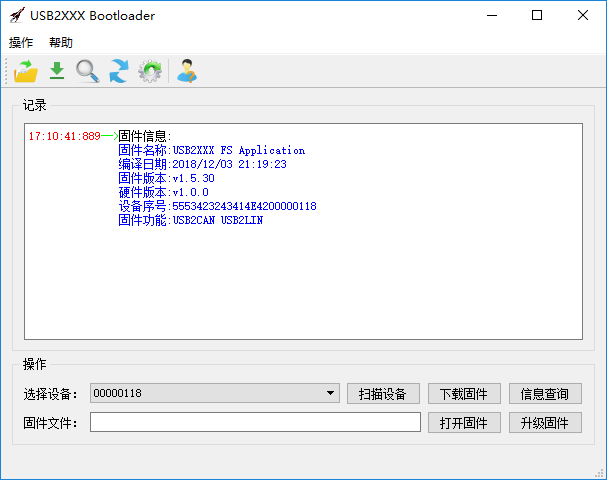 USB2XXX Bootloader
操作 帮助
记录
17:10:41:889-->固件信息:
固件名称:USB2XXX FS Application
编译日期:2018/12/03 21:19:23
固件版本:v1.5.30
硬件版本:v1.0.0
设备序号:5553423243414E4200000118
固件功能:USB2CAN USB2LIN
操作
选择设备： 00000118 扫描设备 下载固件 信息查询
固件文件： 打开固件 升级固件